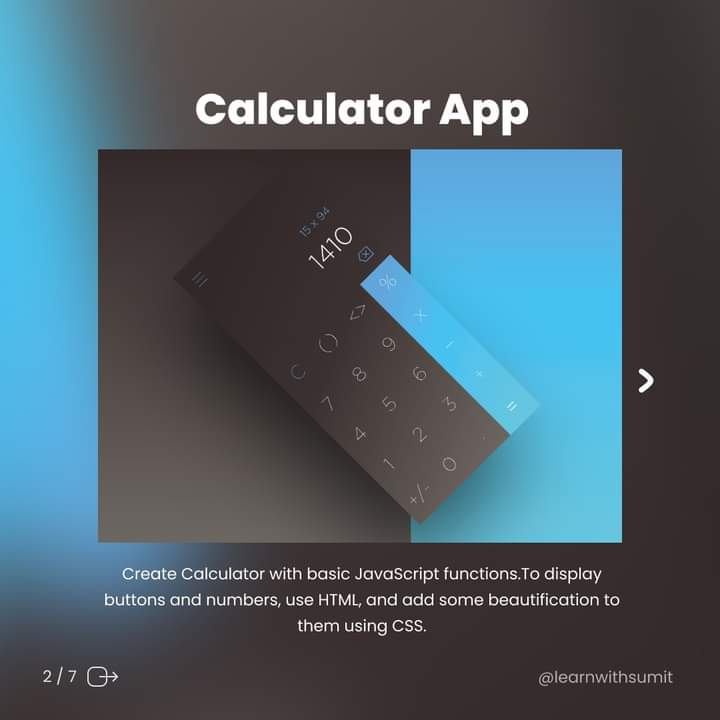 Calculator App
15 x 94
1410
C () <> %
7 8 9 x
4 5 6 -
1 2 3 +
+/- 0 . =
Create Calculator with basic JavaScript functions.To display
buttons and numbers, use HTML, and add some beautification to
them using CSS.
2 / 7
@learnwithsumit